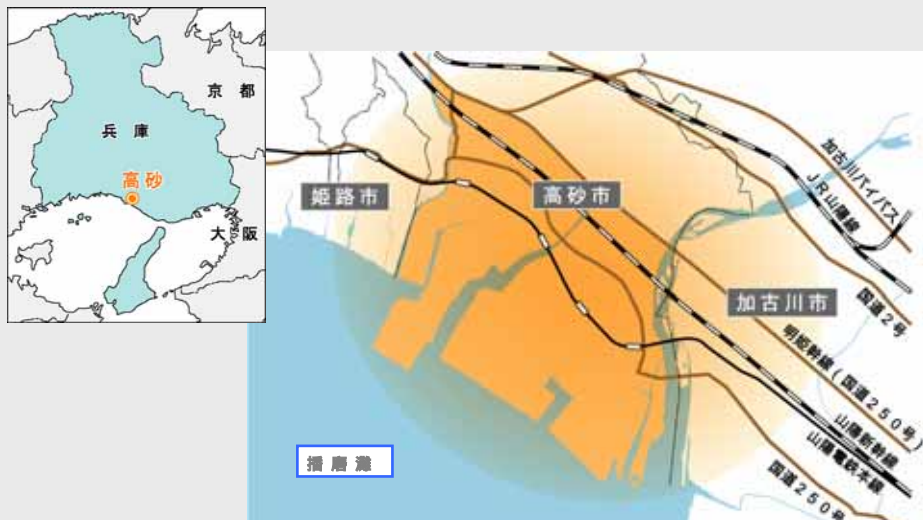 京都
兵庫
高砂
大阪
姫路市
高砂市
加古川市
加古川バイパス
JR山陽線
国道2号
明姫幹線(国道250号)
山陽新幹線
山陽電鉄本線
国道250号
播磨灘